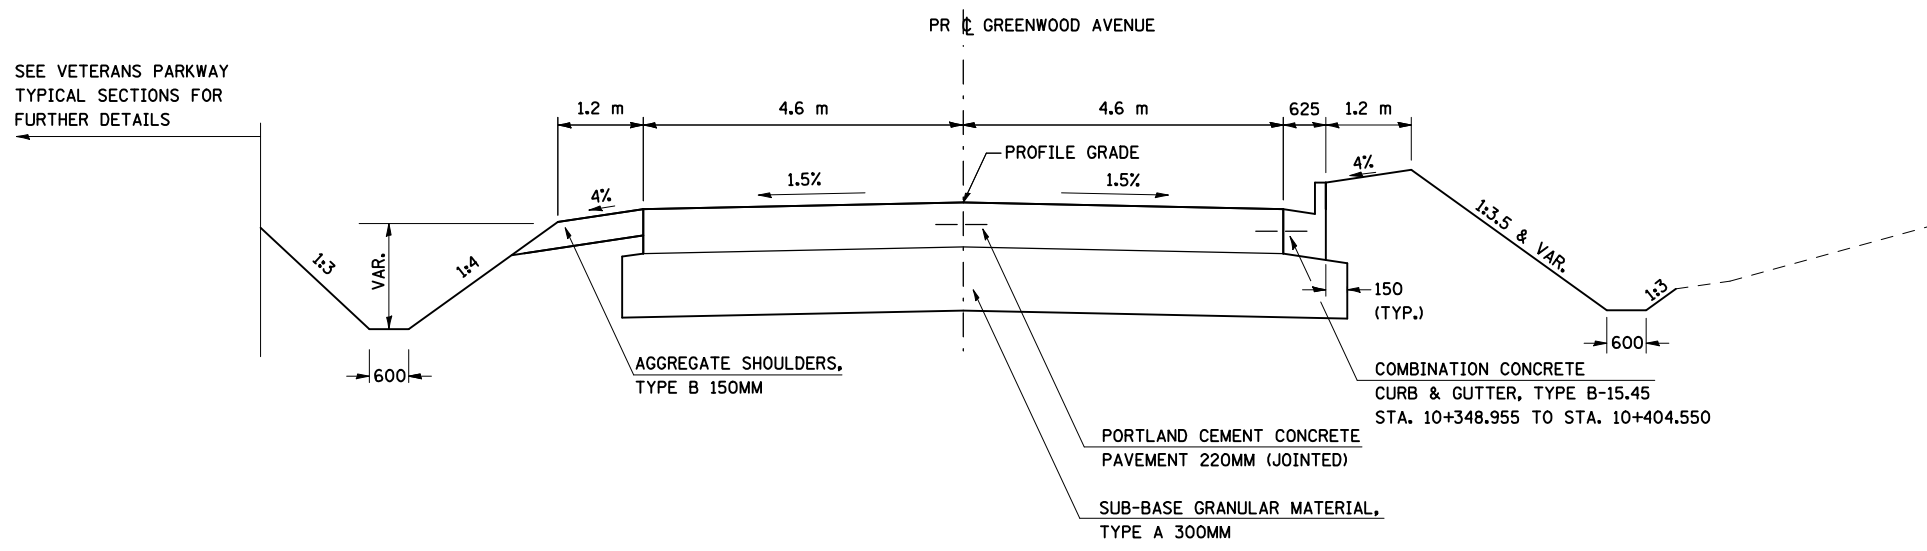 PR ℄ GREENWOOD AVENUE
SEE VETERANS PARKWAY
TYPICAL SECTIONS FOR
FURTHER DETAILS
1.2 m
4.6 m
4.6 m
625
1.2 m
PROFILE GRADE
4%
1.5%
1.5%
4%
1:3
VAR.
1:4
1:3.5 & VAR.
1:3
150
(TYP.)
600
600
AGGREGATE SHOULDERS,
TYPE B 150MM
COMBINATION CONCRETE
CURB & GUTTER, TYPE B-15.45
STA. 10+348.955 TO STA. 10+404.550
PORTLAND CEMENT CONCRETE
PAVEMENT 220MM (JOINTED)
SUB-BASE GRANULAR MATERIAL,
TYPE A 300MM